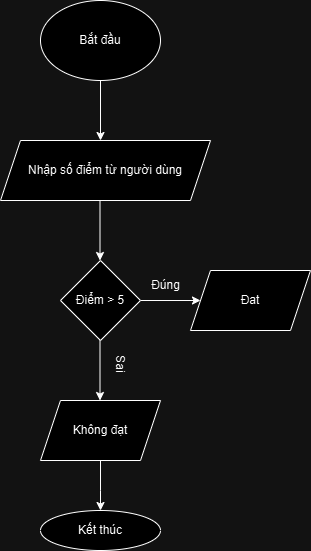 Bắt đầu
Nhập số điểm từ người dùng
Điểm > 5
Đúng
Đat
Sai
Không đạt
Kết thúc